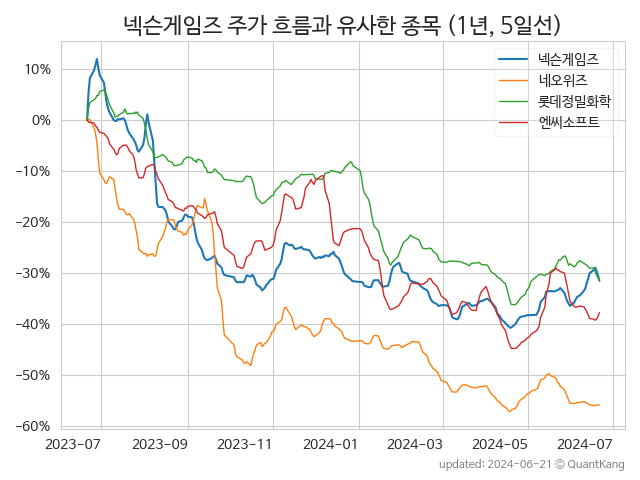 넥슨게임즈 주가 흐름과 유사한 종목 (1년, 5일선)
넥슨게임즈
네오위즈
롯데정밀화학
엔씨소프트
10%
0%
−10%
−20%
−30%
−40%
−50%
−60%
2023−07 2023−09 2023−11 2024−01 2024−03 2024−05 2024−07
updated: 2024-06-21 © QuantKang